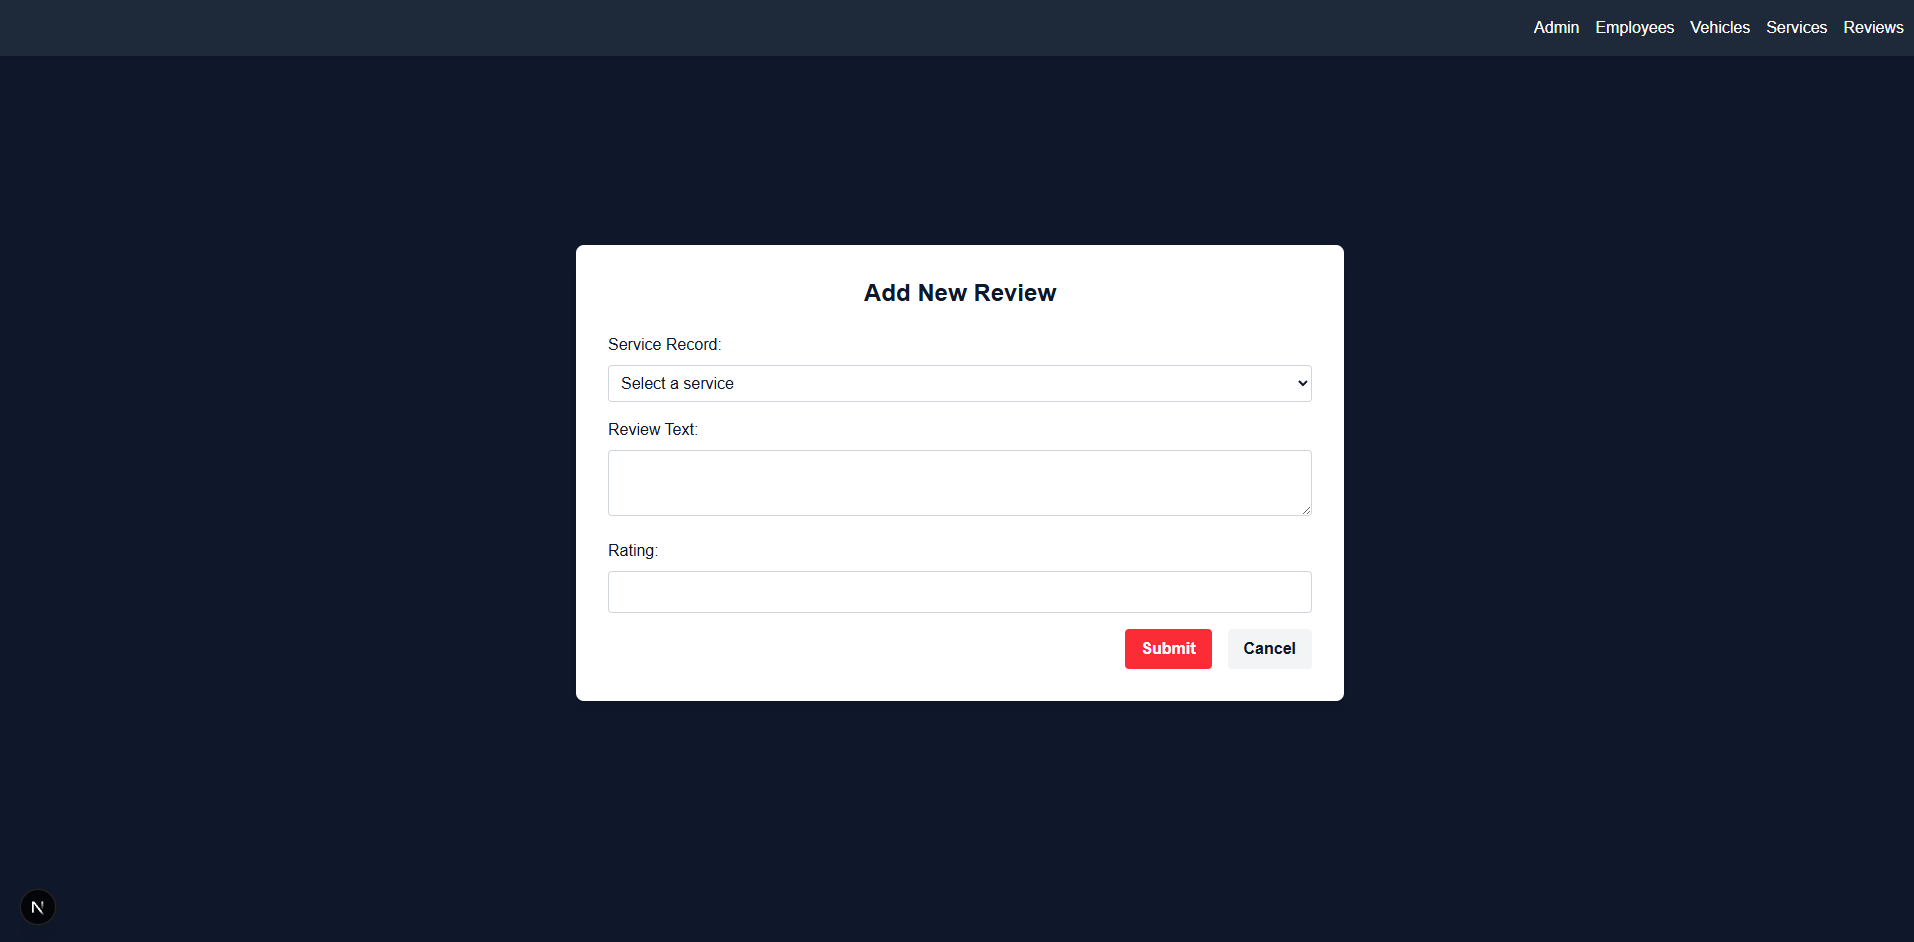 Admin Employees Vehicles Services Reviews
Add New Review
Service Record:
Select a service
Review Text:
Rating:
Submit Cancel
N